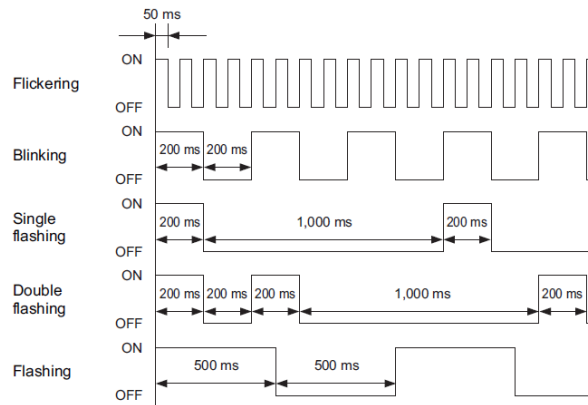 50 ms
ON
Flickering
OFF
ON
Blinking
200 ms 200 ms
OFF
ON
Single
flashing
200 ms 1,000 ms 200 ms
OFF
ON
Double
flashing
200 ms 200 ms 200 ms 1,000 ms 200 ms
OFF
ON
Flashing
500 ms 500 ms
OFF